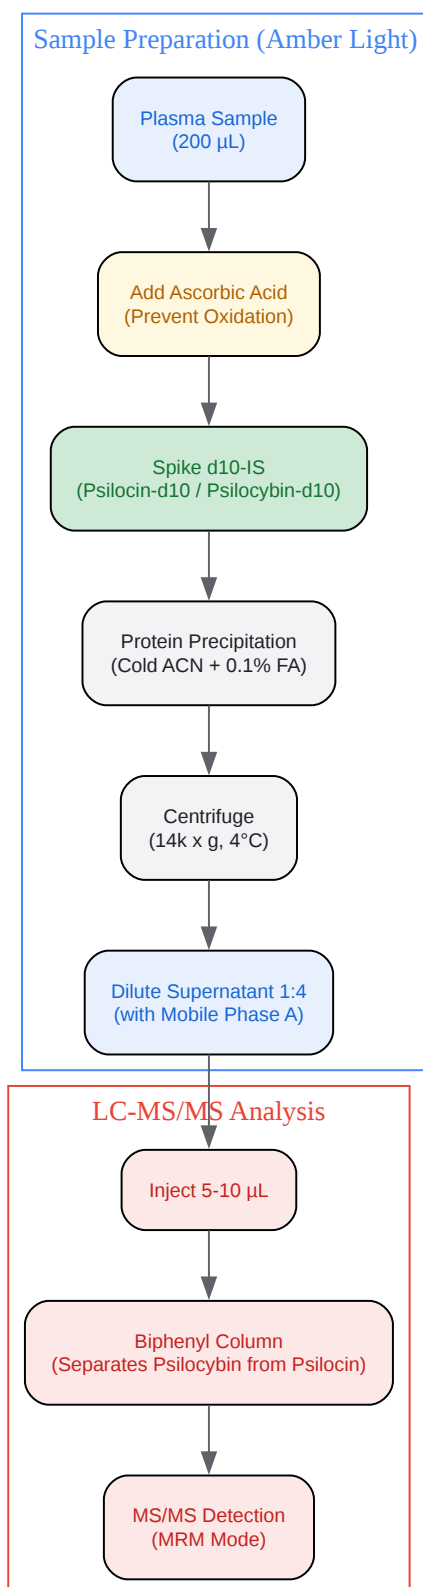 Sample Preparation (Amber Light)
Plasma Sample
(200 µL)
Add Ascorbic Acid
(Prevent Oxidation)
Spike d10-IS
(Psilocin-d10 / Psilocybin-d10)
Protein Precipitation
(Cold ACN + 0.1% FA)
Centrifuge
(14k x g, 4°C)
Dilute Supernatant 1:4
(with Mobile Phase A)
LC-MS/MS Analysis
Inject 5-10 µL
Biphenyl Column
(Separates Psilocybin from Psilocin)
MS/MS Detection
(MRM Mode)